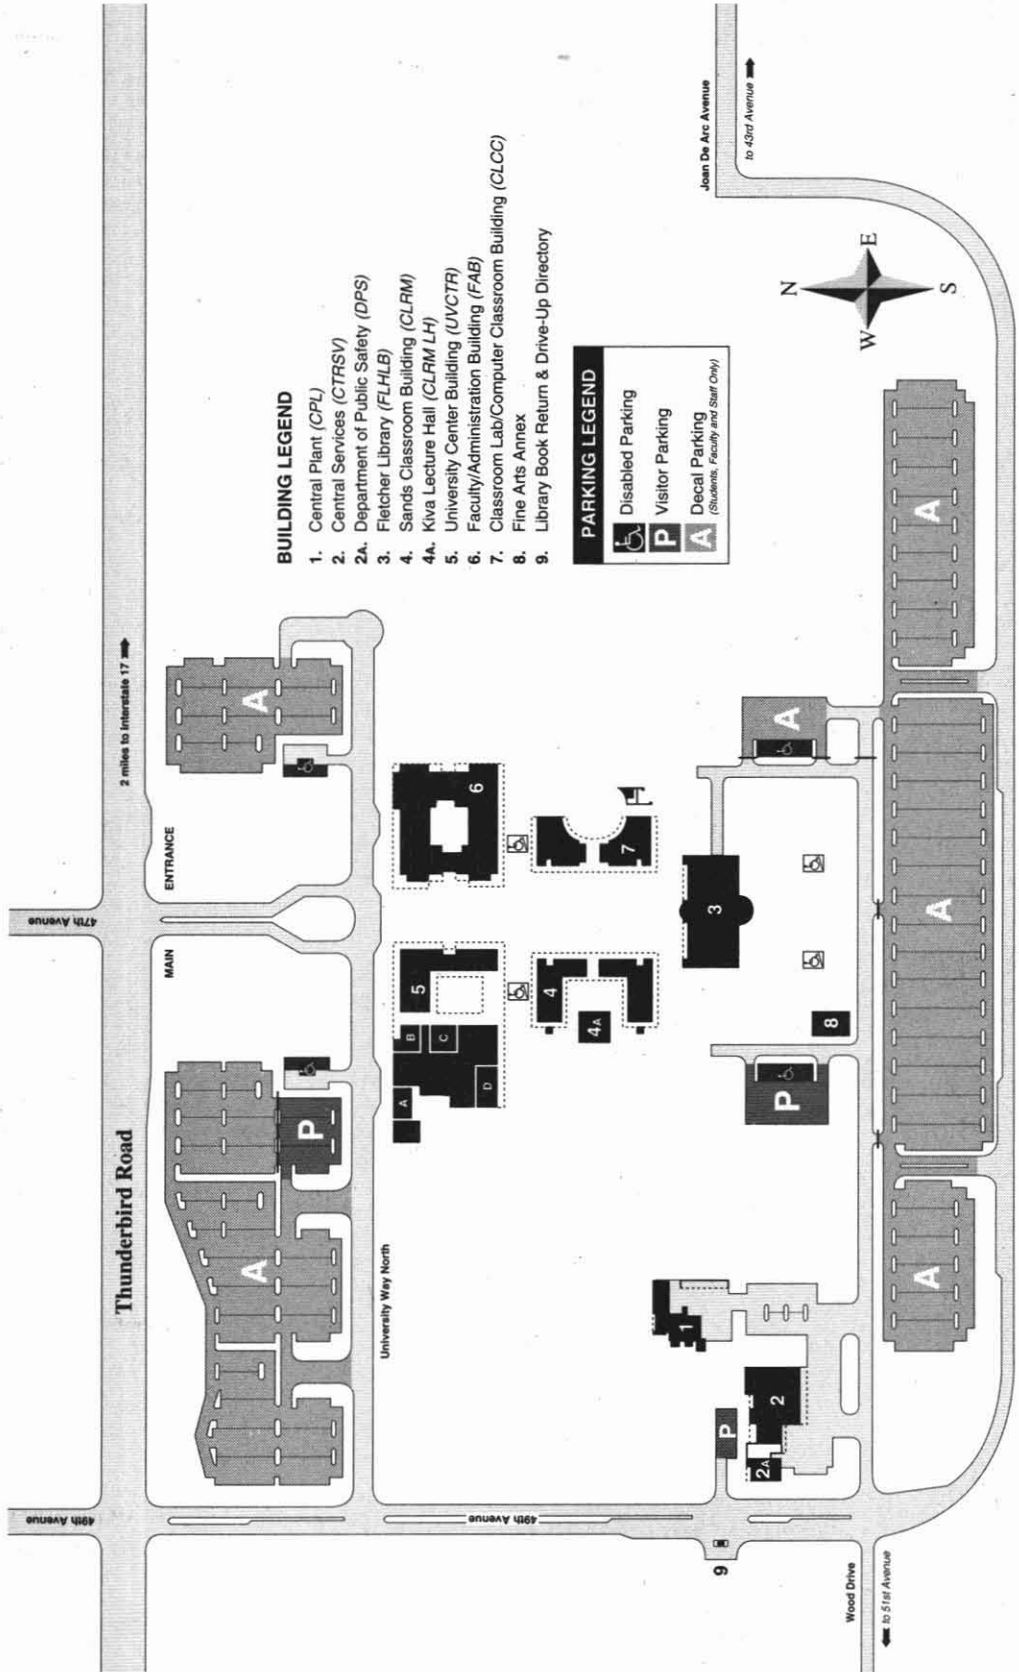 Thunderbird Road
2 miles to Interstate 17
47th Avenue
49th Avenue
49th Avenue
MAIN
ENTRANCE
University Way North
Joan De Arc Avenue
to 43rd Avenue
Wood Drive
to 51st Avenue
BUILDING LEGEND
1. Central Plant (CPL)
2. Central Services (CTRSV)
2A. Department of Public Safety (DPS)
3. Fletcher Library (FLHLB)
4. Sands Classroom Building (CLRM)
4A. Kiva Lecture Hall (CLRM LH)
5. University Center Building (UVCTR)
6. Faculty/Administration Building (FAB)
7. Classroom Lab/Computer Classroom Building (CLCC)
8. Fine Arts Annex
9. Library Book Return & Drive-Up Directory
PARKING LEGEND
Disabled Parking
P Visitor Parking
A Decal Parking
(Students, Faculty and Staff Only)
N
W
E
S
A
P
A
A
B
C
D
5
6
4
4A
7
3
8
1
2
2A
9
P
P
A
A
A
A